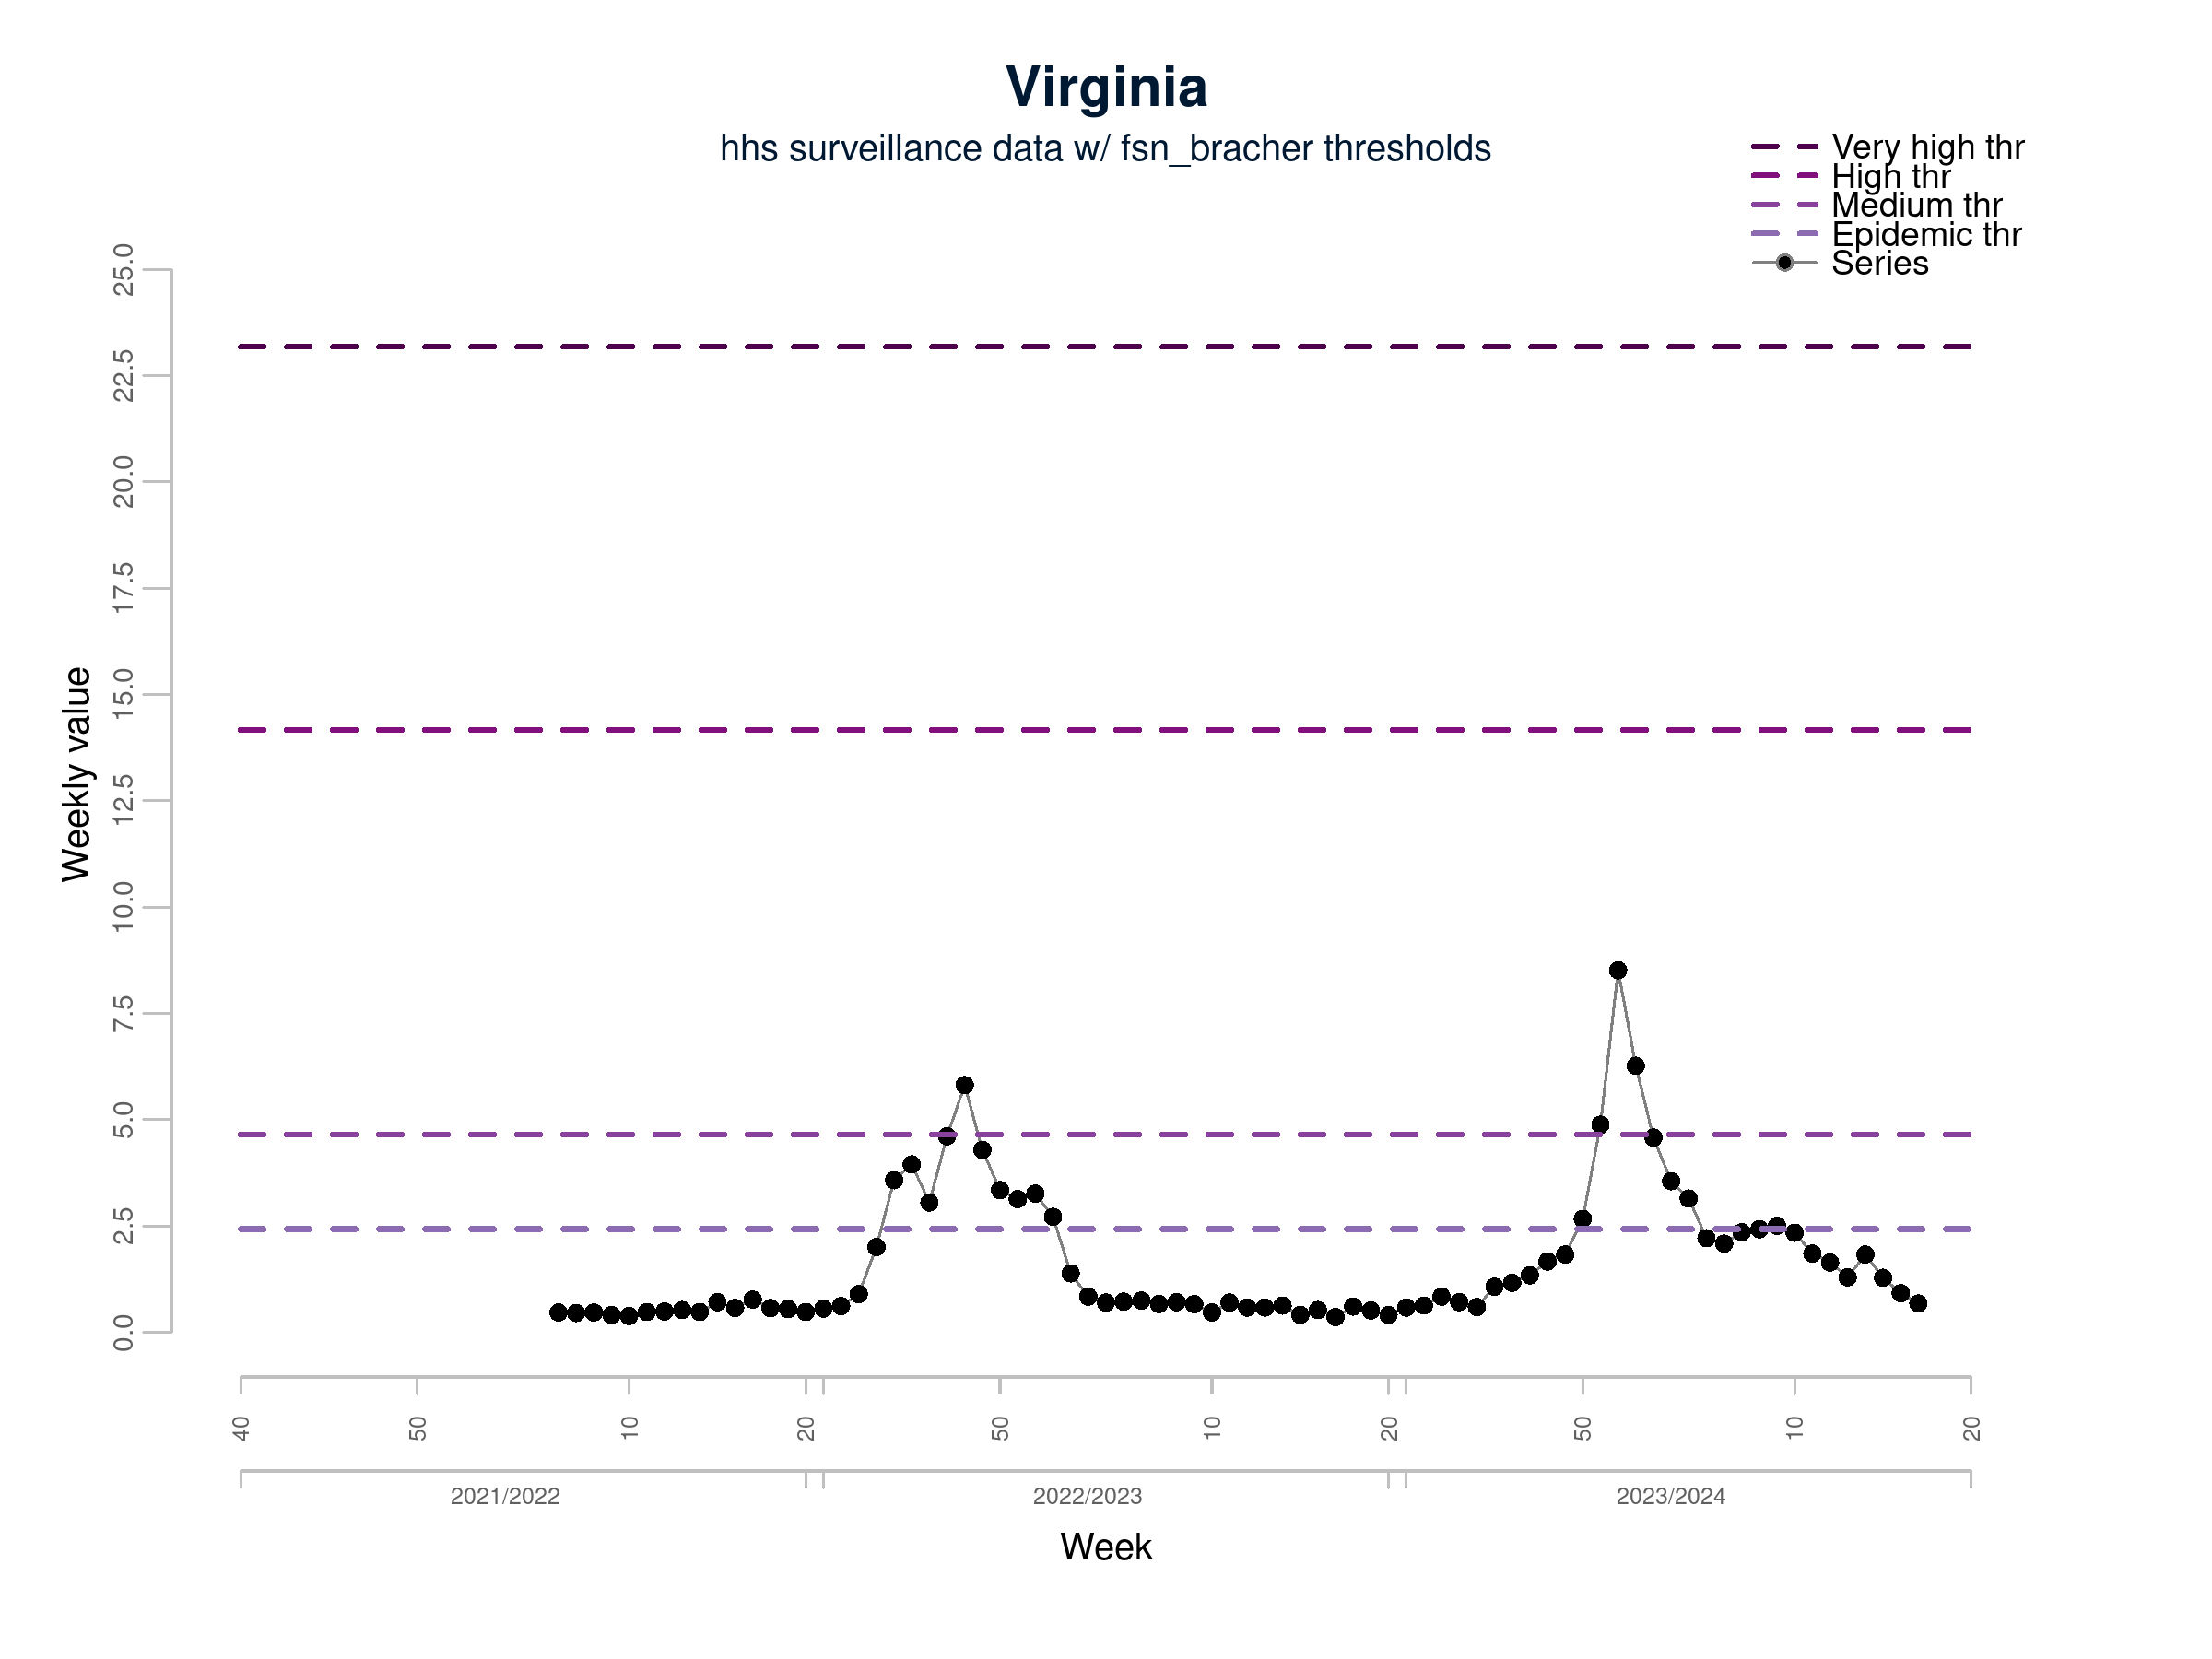 Virginia
hhs surveillance data w/ fsn_bracher thresholds
Very high thr
High thr
Medium thr
Epidemic thr
Series
Weekly value
25.0
22.5
20.0
17.5
15.0
12.5
10.0
7.5
5.0
2.5
0.0
40 50 10 20 50 10 20 50 10 20
2021/2022 2022/2023 2023/2024
Week